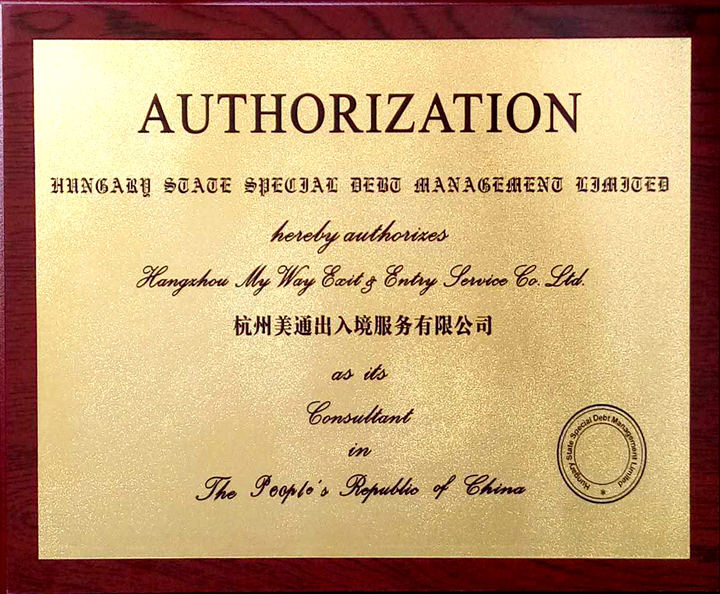 AUTHORIZATION
HUNGARY STATE SPECIAL DEBT MANAGEMENT LIMITED
hereby authorizes
Hangzhou My Way Exit & Entry Service Co. Ltd.
杭州美通出入境服务有限公司
as its
Consultant
in
The People's Republic of China
Hungary State Special Debt Management Limited
*